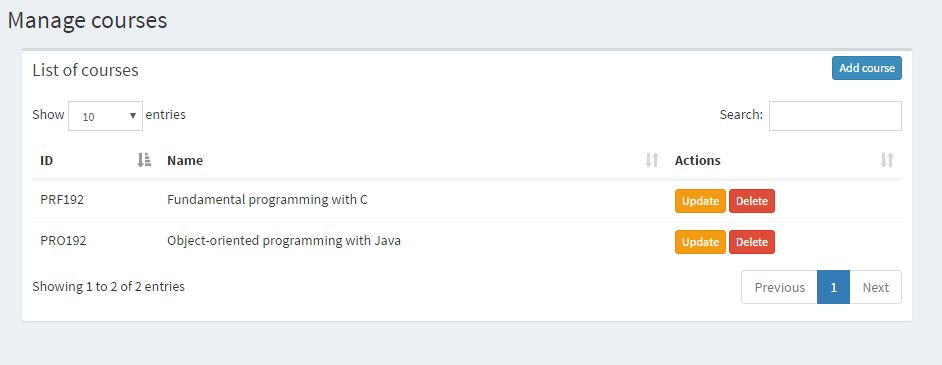 Manage courses
List of courses Add course
Show 10 entries Search:
ID Name Actions
PRF192 Fundamental programming with C Update Delete
PRO192 Object-oriented programming with Java Update Delete
Showing 1 to 2 of 2 entries Previous 1 Next